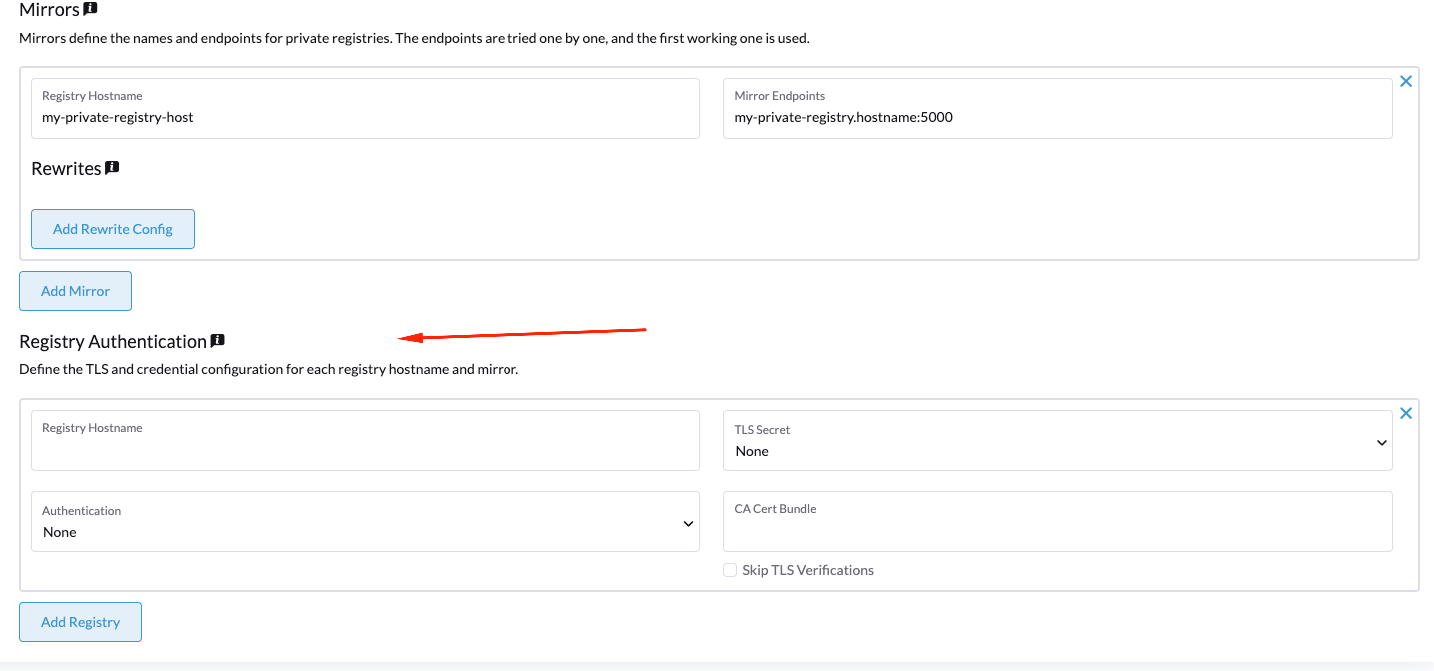 Mirrors
Mirrors define the names and endpoints for private registries. The endpoints are tried one by one, and the first working one is used.
Registry Hostname
my-private-registry-host
Mirror Endpoints
my-private-registry.hostname:5000
Rewrites
Add Rewrite Config
Add Mirror
Registry Authentication
Define the TLS and credential configuration for each registry hostname and mirror.
Registry Hostname
TLS Secret
None
Authentication
None
CA Cert Bundle
Skip TLS Verifications
Add Registry